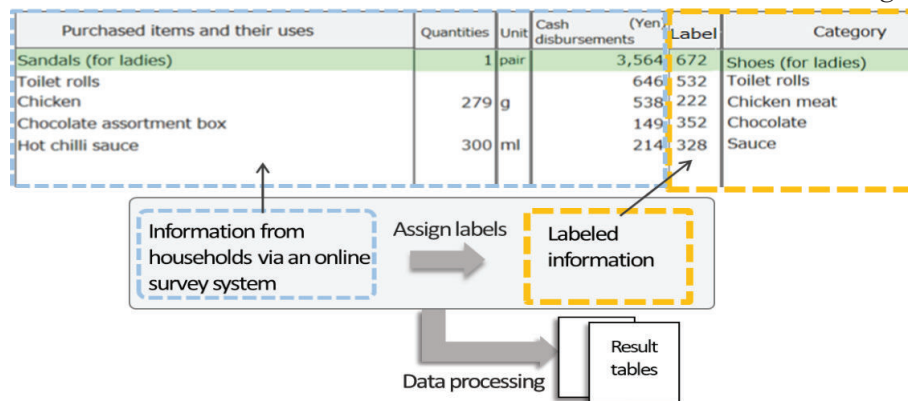 Purchased items and their uses Quantities Unit Cash (Yen) disbursements Label Category
Sandals (for ladies) 1 pair 3,564 672 Shoes (for ladies)
Toilet rolls 646 532 Toilet rolls
Chicken 279 g 538 222 Chicken meat
Chocolate assortment box 149 352 Chocolate
Hot chilli sauce 300 ml 214 328 Sauce
Information from
households via an online
survey system
Assign labels
Labeled
information
Data processing
Result
tables